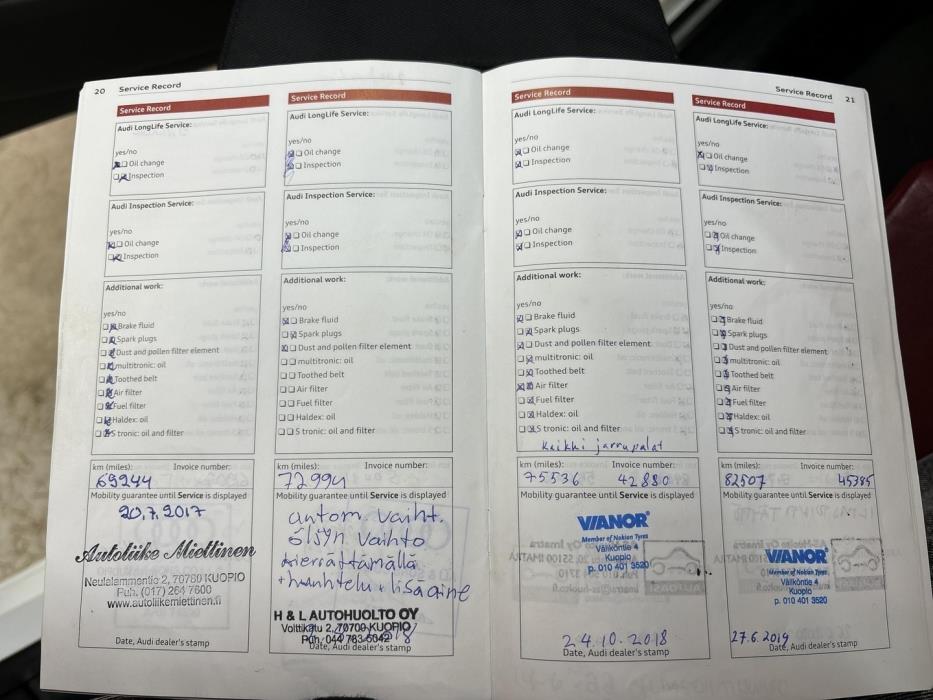 20 Service Record
Service Record
Audi LongLife Service:
yes/no
Oil change
Inspection
Audi Inspection Service:
yes/no
Oil change
Inspection
Additional work:
yes/no
Brake fluid
Spark plugs
Dust and pollen filter element
multitronic: oil
Toothed belt
Air filter
Fuel filter
Haldex: oil
S tronic: oil and filter
km (miles): Invoice number:
69244
Mobility guarantee until Service is displayed
20.7.2017
Autoliike Miettinen
Neulalammentie 2, 70780 KUOPIO
Puh. (017) 264 7600
www.autoliikemiettinen.fi
Date, Audi dealer's stamp
Service Record
Audi LongLife Service:
yes/no
Oil change
Inspection
Audi Inspection Service:
yes/no
Oil change
Inspection
Additional work:
yes/no
Brake fluid
Spark plugs
Dust and pollen filter element
multitronic: oil
Toothed belt
Air filter
Fuel filter
Haldex: oil
S tronic: oil and filter
km (miles): Invoice number:
72994
Mobility guarantee until Service is displayed
autom. vaiht.
öljyn vaihto
kierrättämällä
+ huuhtelu + lisäaine
H & L AUTOHUOLTO OY
Volttikatu 2, 70700 KUOPIO
Puh. 044 783 5042
Date, Audi dealer's stamp
Service Record
Audi LongLife Service:
yes/no
Oil change
Inspection
Audi Inspection Service:
yes/no
Oil change
Inspection
Additional work:
yes/no
Brake fluid
Spark plugs
Dust and pollen filter element
multitronic: oil
Toothed belt
Air filter
Fuel filter
Haldex: oil
S tronic: oil and filter
kaikki jarrupalat
km (miles): Invoice number:
75536 42880
Mobility guarantee until Service is displayed
VIANOR
Member of Nokian Tyres
Välikontie 4
Kuopio
p. 010 401 3520
24.10.2018
Date, Audi dealer's stamp
Service Record 21
Service Record
Audi LongLife Service:
yes/no
Oil change
Inspection
Audi Inspection Service:
yes/no
Oil change
Inspection
Additional work:
yes/no
Brake fluid
Spark plugs
Dust and pollen filter element
multitronic: oil
Toothed belt
Air filter
Fuel filter
Haldex: oil
S tronic: oil and filter
km (miles): Invoice number:
82507 45385
Mobility guarantee until Service is displayed
VIANOR
Member of Nokian Tyres
Välikontie 4
Kuopio
p. 010 401 3520
27.6.2019
Date, Audi dealer's stamp